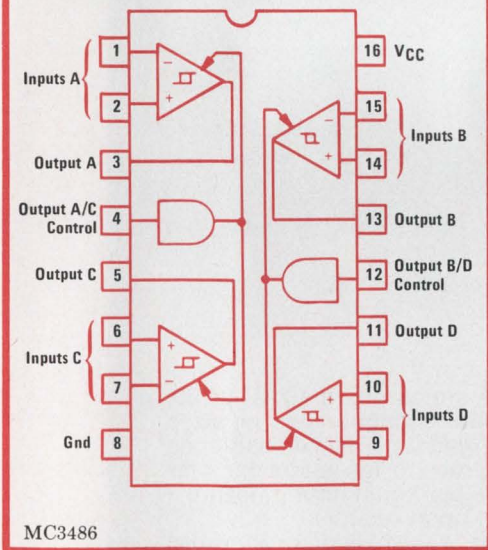 1
Inputs A
2
Output A
3
Output A/C
Control
4
Output C
5
6
Inputs C
7
Gnd
8
16
VCC
15
Inputs B
14
13
Output B
12
Output B/D
Control
11
Output D
10
Inputs D
9
-
+
-
+
+
-
+
-
MC3486